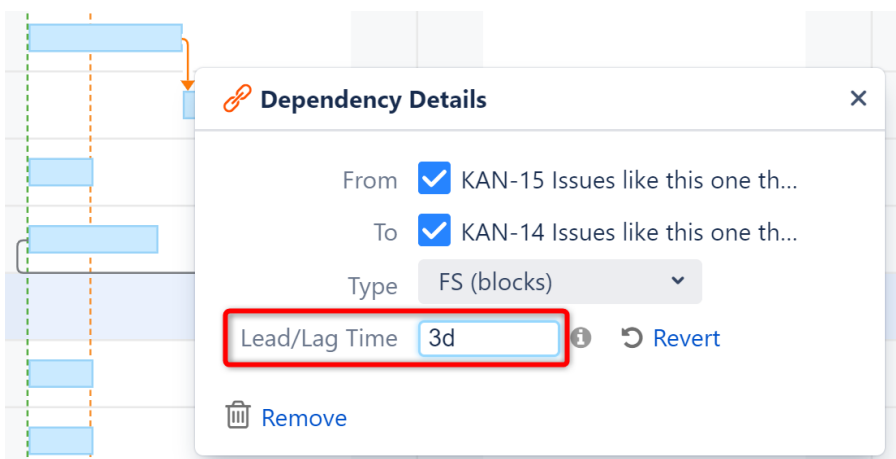 Dependency Details
From KAN-15 Issues like this one th...
To KAN-14 Issues like this one th...
Type FS (blocks)
Lead/Lag Time 3d Revert
Remove